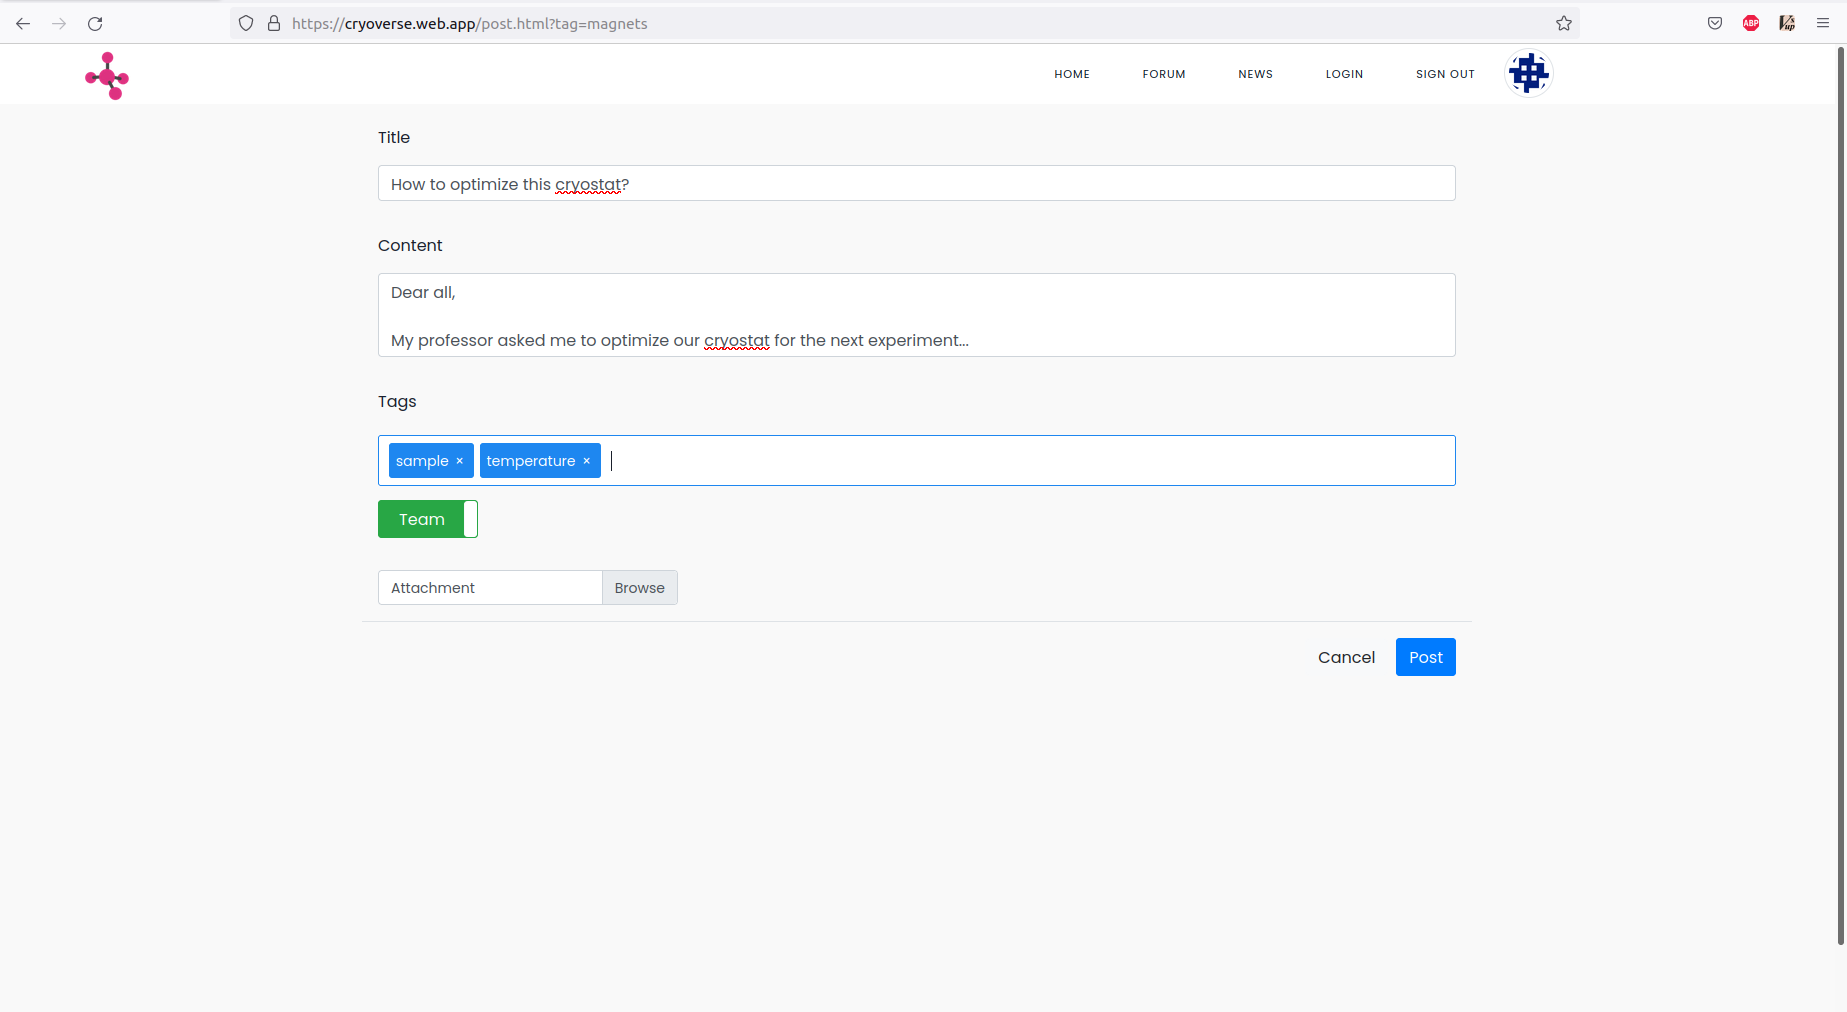 https://cryoverse.web.app/post.html?tag=magnets
ABP
up
HOME FORUM NEWS LOGIN SIGN OUT
Title
How to optimize this cryostat?
Content
Dear all,
My professor asked me to optimize our cryostat for the next experiment...
Tags
sample × temperature ×
Team
Attachment Browse
Cancel Post